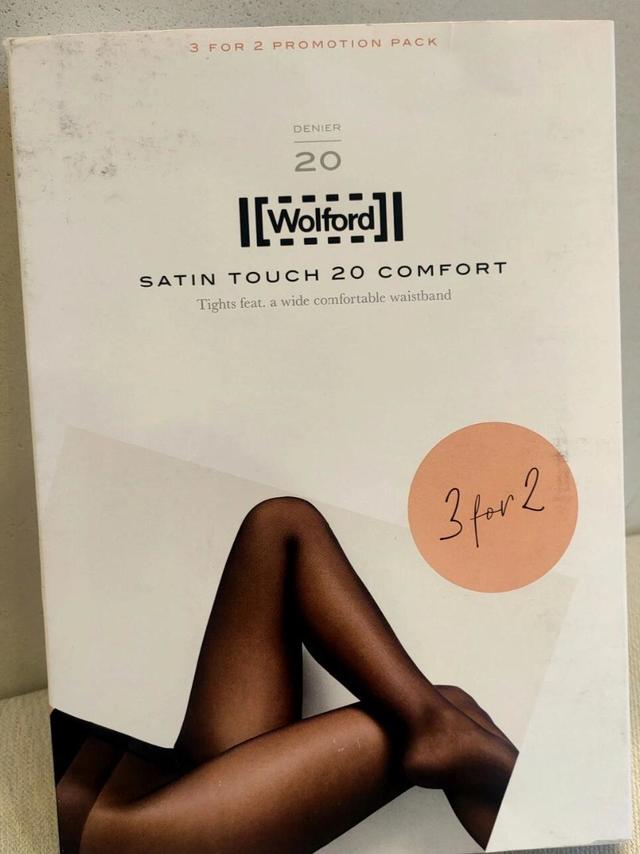 3 FOR 2 PROMOTION PACK
DENIER
20
Wolford
SATIN TOUCH 20 COMFORT
Tights feat. a wide comfortable waistband
3 for 2